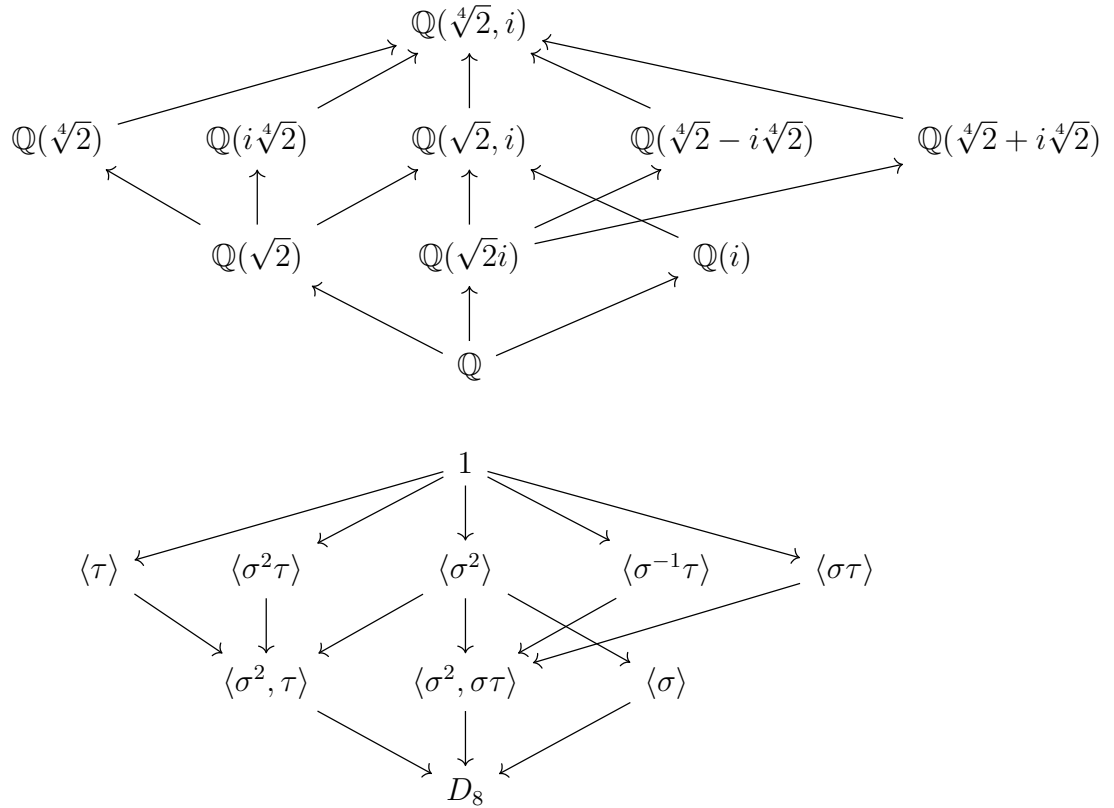 ℚ(∜2, i)
ℚ(∜2) ℚ(i∜2) ℚ(√2, i) ℚ(∜2 − i∜2) ℚ(∜2 + i∜2)
ℚ(√2) ℚ(√2i) ℚ(i)
ℚ
1
⟨τ⟩ ⟨σ²τ⟩ ⟨σ²⟩ ⟨σ⁻¹τ⟩ ⟨στ⟩
⟨σ², τ⟩ ⟨σ², στ⟩ ⟨σ⟩
D₈